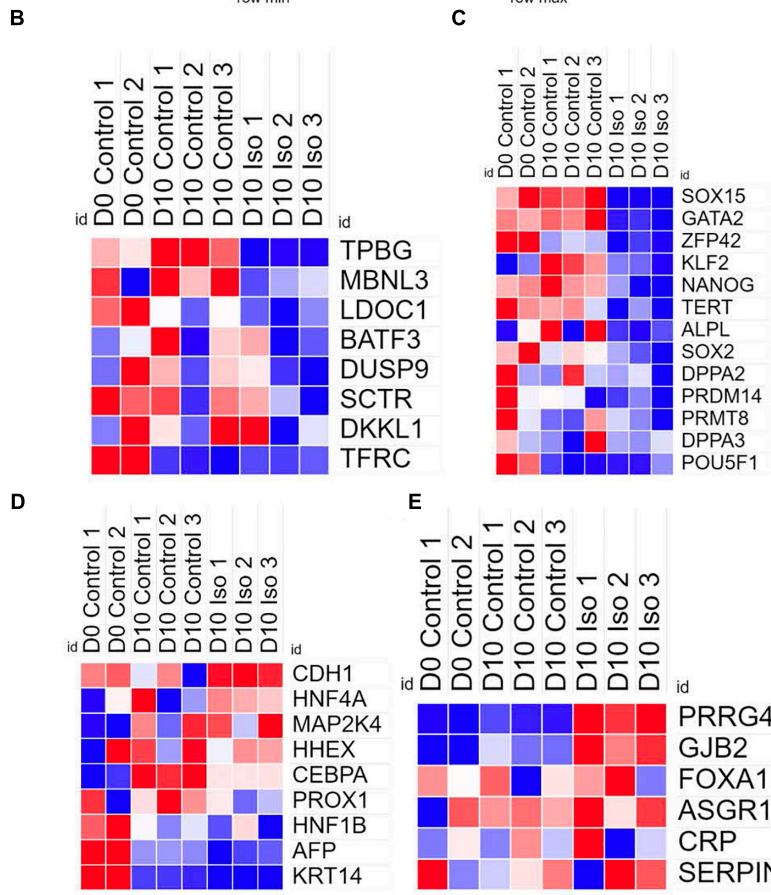 B
D0 Control 1
D0 Control 2
D10 Control 1
D10 Control 2
D10 Control 3
D10 Iso 1
D10 Iso 2
D10 Iso 3
id
id
TPBG
MBNL3
LDOC1
BATF3
DUSP9
SCTR
DKKL1
TFRC
C
D0 Control 1
D0 Control 2
D10 Control 1
D10 Control 2
D10 Control 3
D10 Iso 1
D10 Iso 2
D10 Iso 3
id
id
SOX15
GATA2
ZFP42
KLF2
NANOG
TERT
ALPL
SOX2
DPPA2
PRDM14
PRMT8
DPPA3
POU5F1
D
D0 Control 1
D0 Control 2
D10 Control 1
D10 Control 2
D10 Control 3
D10 Iso 1
D10 Iso 2
D10 Iso 3
id
id
CDH1
HNF4A
MAP2K4
HHEX
CEBPA
PROX1
HNF1B
AFP
KRT14
E
D0 Control 1
D0 Control 2
D10 Control 1
D10 Control 2
D10 Control 3
D10 Iso 1
D10 Iso 2
D10 Iso 3
id
id
PRRG4
GJB2
FOXA1
ASGR1
CRP